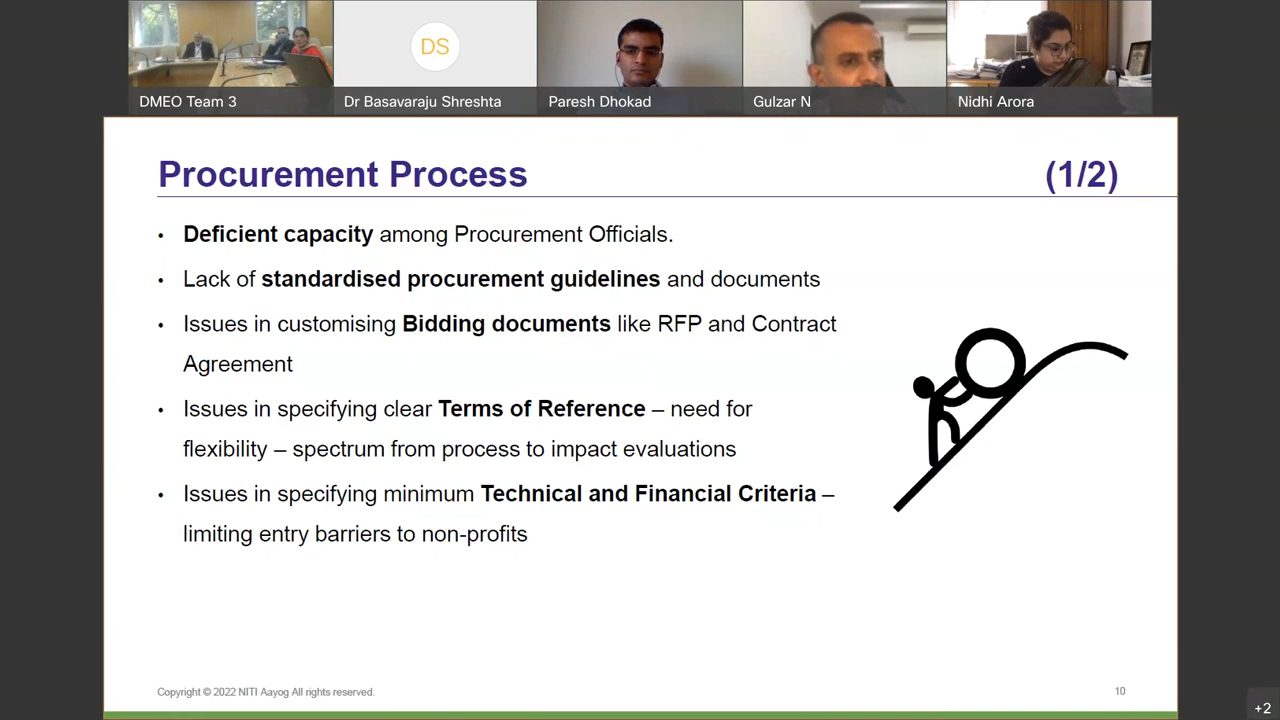 DS
DMEO Team 3
Dr Basavaraju Shreshta
Paresh Dhokad
Gulzar N
Nidhi Arora
Procurement Process (1/2)
• Deficient capacity among Procurement Officials.
• Lack of standardised procurement guidelines and documents
• Issues in customising Bidding documents like RFP and Contract
Agreement
• Issues in specifying clear Terms of Reference – need for
flexibility – spectrum from process to impact evaluations
• Issues in specifying minimum Technical and Financial Criteria –
limiting entry barriers to non-profits
Copyright © 2022 NITI Aayog All rights reserved.
10
+2